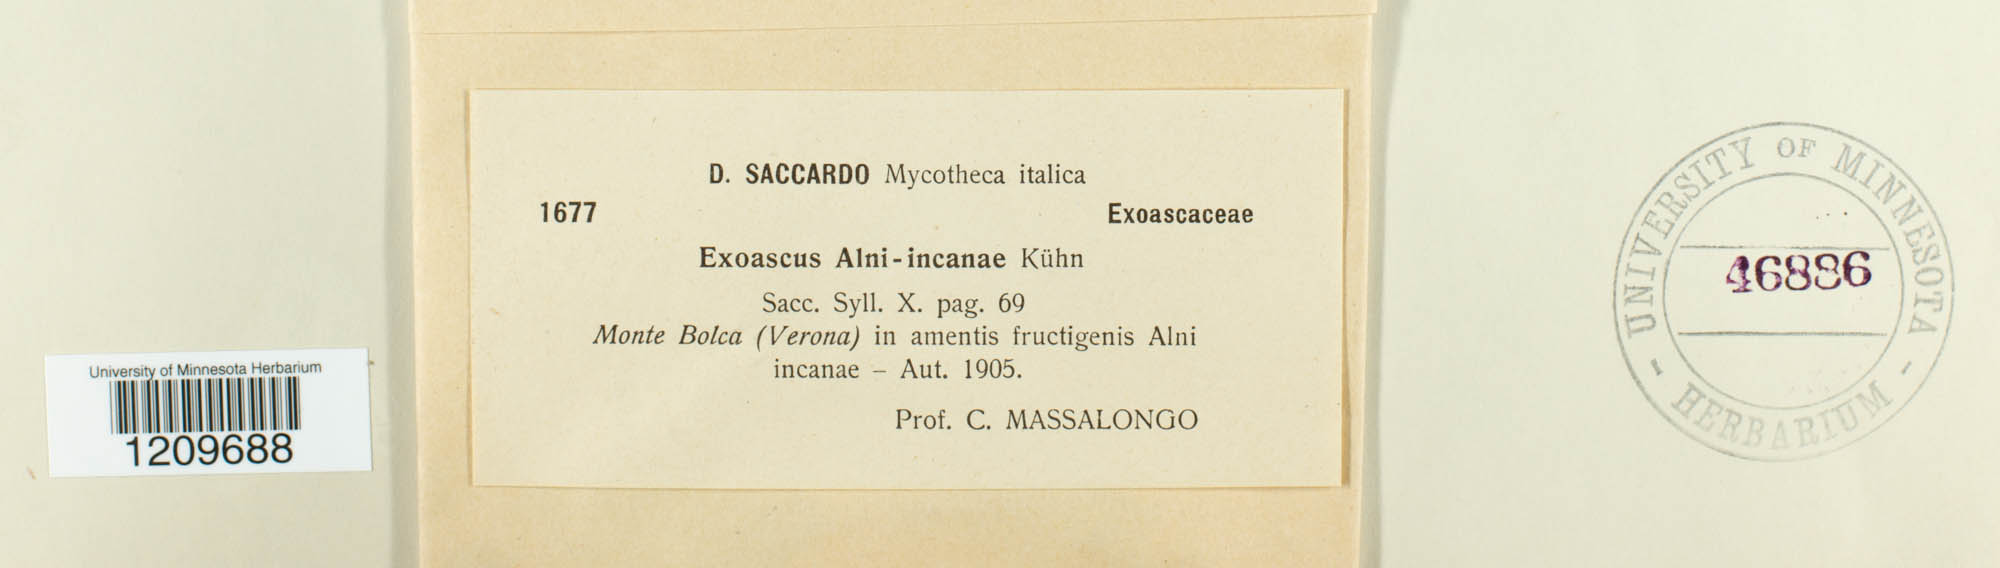 University of Minnesota Herbarium
1209688
D. SACCARDO Mycotheca italica
1677 Exoascaceae
Exoascus Alni-incanae Kühn
Sacc. Syll. X. pag. 69
Monte Bolca (Verona) in amentis fructigenis Alni
incanae – Aut. 1905.
Prof. C. MASSALONGO
UNIVERSITY OF MINNESOTA
46886
- HERBARIUM -